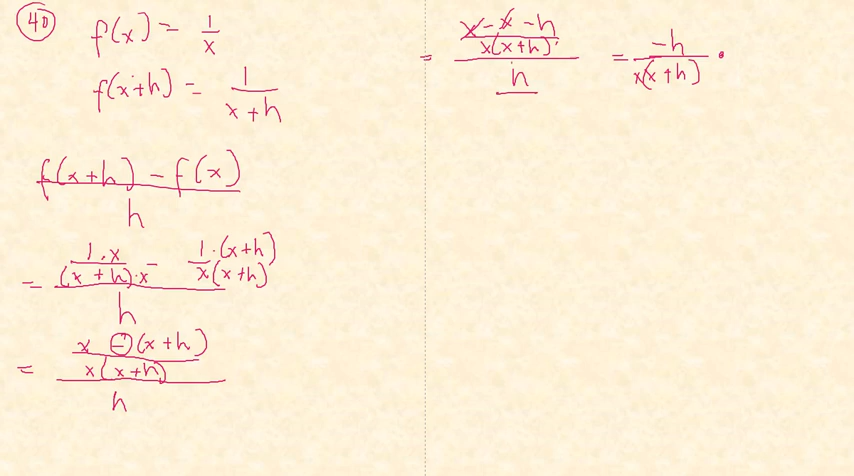 40
f(x) = 1/x
f(x+h) = 1/(x+h)
(f(x+h) - f(x))/h
= ((1·x)/((x+h)·x) - (1·(x+h))/(x(x+h)))/h
= ((x - (x+h))/(x(x+h)))/h
= ((x - x - h)/(x(x+h)))/h = -h/(x(x+h)) ·